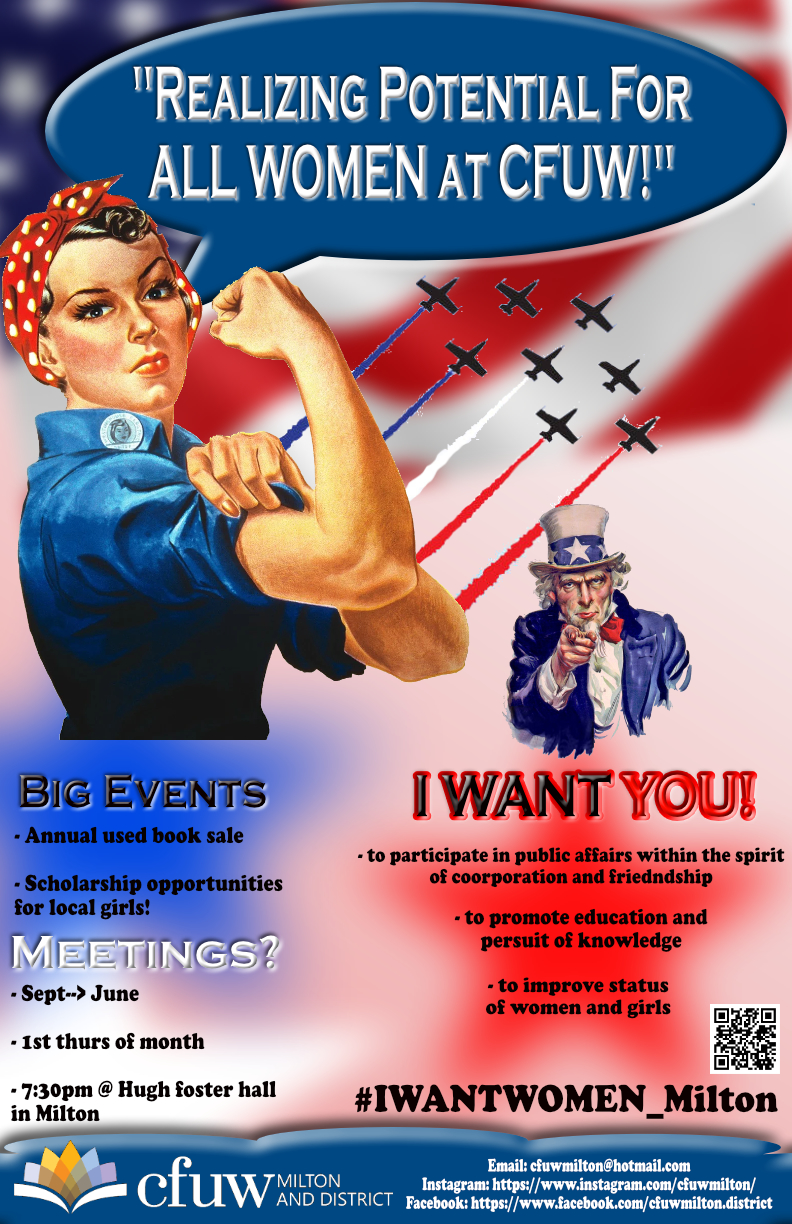 "Realizing Potential For
ALL WOMEN at CFUW!"
Big Events
- Annual used book sale
- Scholarship opportunities
for local girls!
Meetings?
- Sept--> June
- 1st thurs of month
- 7:30pm @ Hugh foster hall
in Milton
I WANT YOU!
- to participate in public affairs within the spirit
of coorporation and friedndship
- to promote education and
persuit of knowledge
- to improve status
of women and girls
#IWANTWOMEN_Milton
cfuw MILTON
AND DISTRICT
Email: cfuwmilton@hotmail.com
Instagram: https://www.instagram.com/cfuwmilton/
Facebook: https://www.facebook.com/cfuwmilton.district